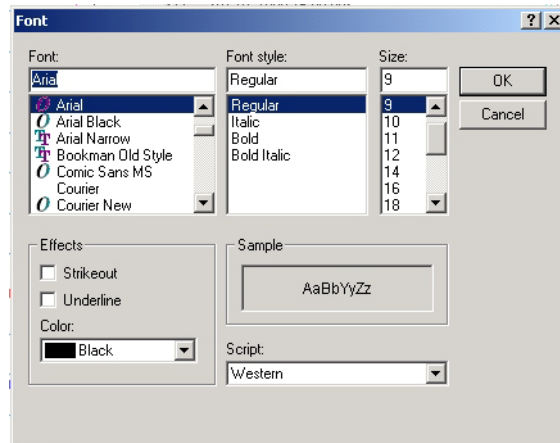 Font
Font:
Arial
Arial
Arial Black
Arial Narrow
Bookman Old Style
Comic Sans MS
Courier
Courier New
Font style:
Regular
Regular
Italic
Bold
Bold Italic
Size:
9
9
10
11
12
14
16
18
OK
Cancel
Effects
Strikeout
Underline
Color:
Black
Sample
AaBbYyZz
Script:
Western